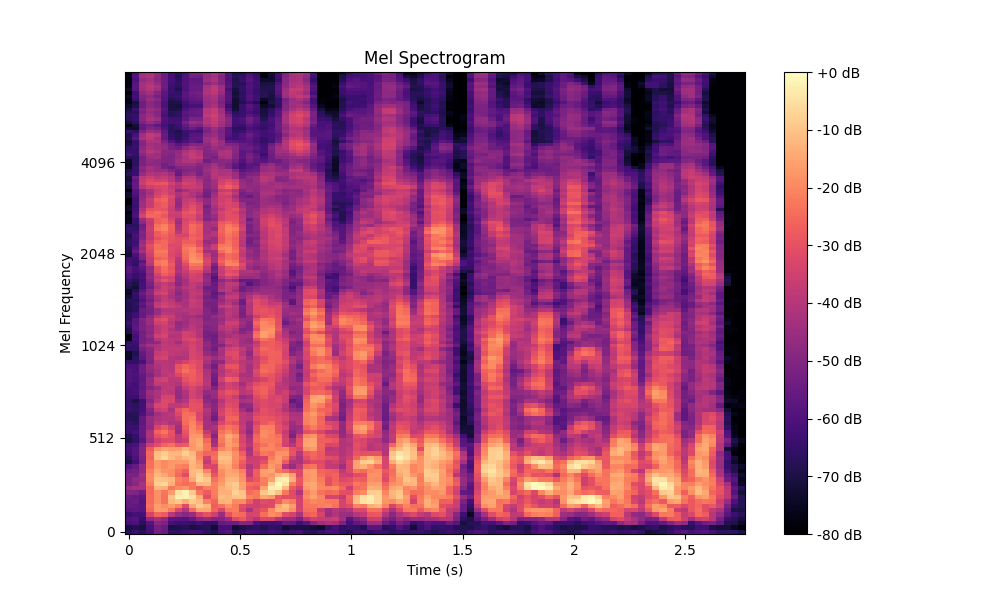 Mel Spectrogram
Mel Frequency
4096
2048
1024
512
0
0
0.5
1
1.5
2
2.5
Time (s)
+0 dB
-10 dB
-20 dB
-30 dB
-40 dB
-50 dB
-60 dB
-70 dB
-80 dB